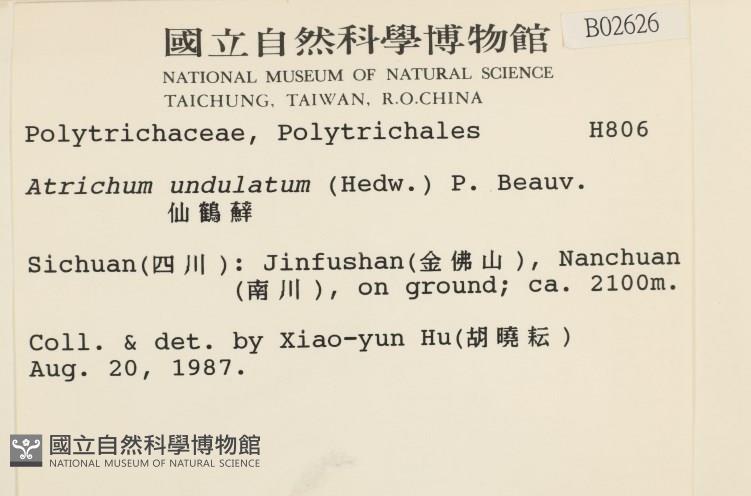 國立自然科學博物館
B02626
NATIONAL MUSEUM OF NATURAL SCIENCE
TAICHUNG, TAIWAN, R.O.CHINA
Polytrichaceae, Polytrichales H806
Atrichum undulatum (Hedw.) P. Beauv.
仙鶴蘚
Sichuan(四川): Jinfushan(金佛山), Nanchuan
(南川), on ground; ca. 2100m.
Coll. & det. by Xiao-yun Hu(胡曉耘)
Aug. 20, 1987.
國立自然科學博物館
NATIONAL MUSEUM OF NATURAL SCIENCE